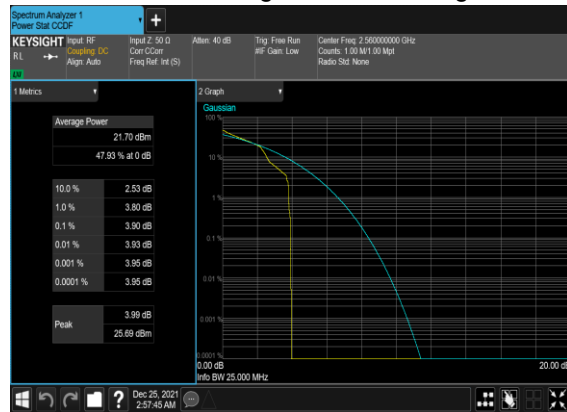 Spectrum Analyzer 1
Power Stat CCDF
+
KEYSIGHT
RL
Input: RF
Coupling: DC
Align: Auto
Input Z: 50 Ω
Corr CCorr
Freq Ref: Int (S)
Atten: 40 dB
Trig: Free Run
#IF Gain: Low
Center Freq: 2.560000000 GHz
Counts: 1.00 M/1.00 Mpt
Radio Std: None
1 Metrics
Average Power
21.70 dBm
47.93 % at 0 dB
10.0 % 2.53 dB
1.0 % 3.80 dB
0.1 % 3.90 dB
0.01 % 3.93 dB
0.001 % 3.95 dB
0.0001 % 3.95 dB
Peak
3.99 dB
25.69 dBm
2 Graph
Gaussian
100 %
10 %
1 %
0.1 %
0.01 %
0.001 %
0.0001 %
0.00 dB
20.00 dB
Info BW 25.000 MHz
?
Dec 25, 2021
2:57:45 AM